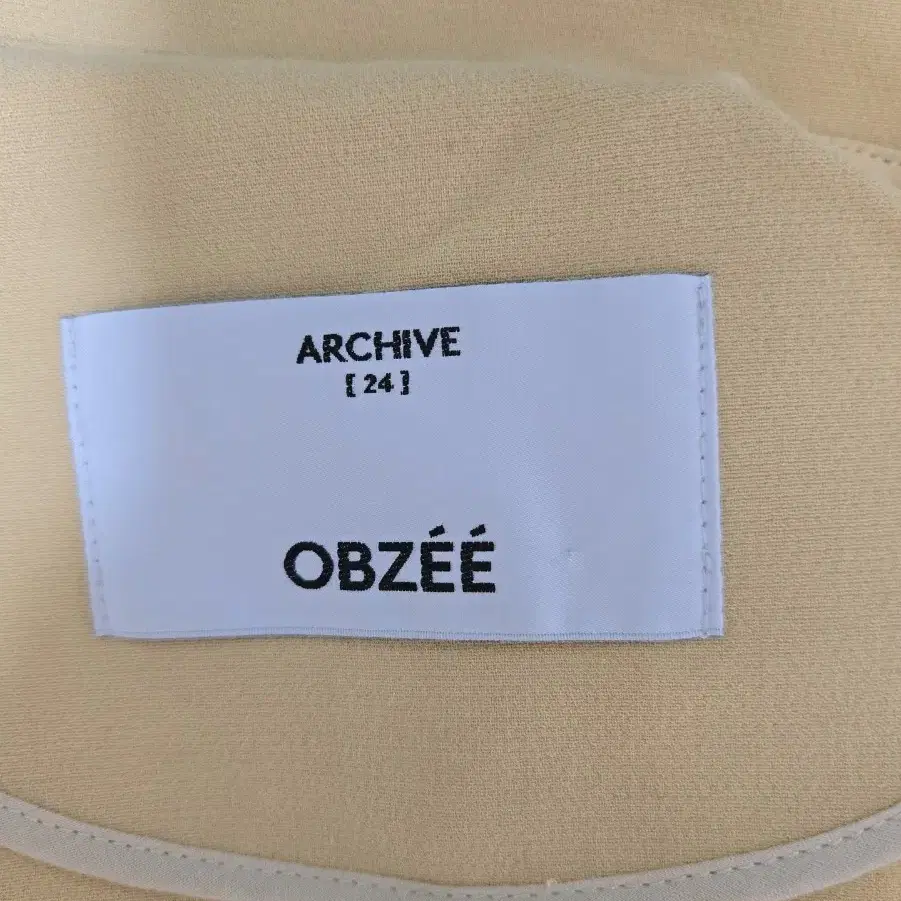 ARCHIVE
[ 24 ]
OBZÉÉ